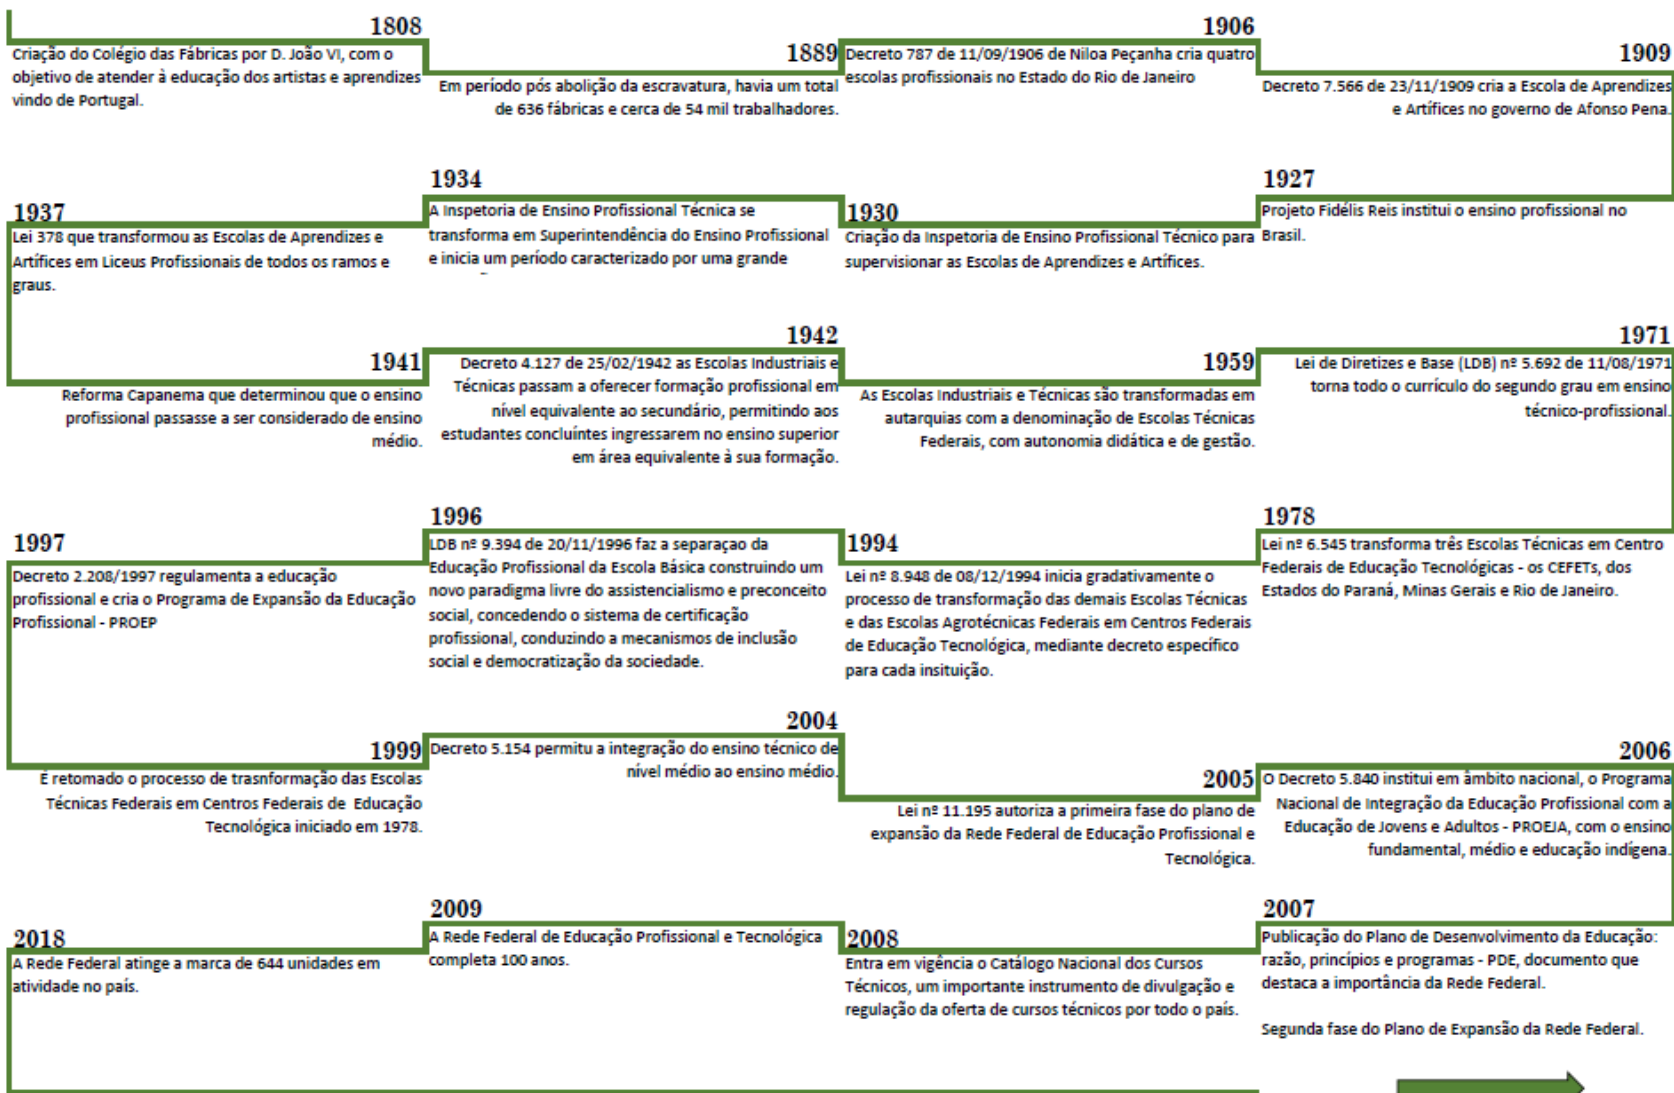 1808
Criação do Colégio das Fábricas por D. João VI, com o
objetivo de atender à educação dos artistas e aprendizes
vindo de Portugal.
1889
Em período pós abolição da escravatura, havia um total
de 636 fábricas e cerca de 54 mil trabalhadores.
1906
Decreto 787 de 11/09/1906 de Niloa Peçanha cria quatro
escolas profissionais no Estado do Rio de Janeiro
1909
Decreto 7.566 de 23/11/1909 cria a Escola de Aprendizes
e Artífices no governo de Afonso Pena.
1927
Projeto Fidélis Reis institui o ensino profissional no
Brasil.
1930
Criação da Inspetoria de Ensino Profissional Técnico para
supervisionar as Escolas de Aprendizes e Artífices.
1934
A Inspetoria de Ensino Profissional Técnica se
transforma em Superintendência do Ensino Profissional
e inicia um período caracterizado por uma grande
1937
Lei 378 que transformou as Escolas de Aprendizes e
Artífices em Liceus Profissionais de todos os ramos e
graus.
1941
Reforma Capanema que determinou que o ensino
profissional passasse a ser considerado de ensino
médio.
1942
Decreto 4.127 de 25/02/1942 as Escolas Industriais e
Técnicas passam a oferecer formação profissional em
nível equivalente ao secundário, permitindo aos
estudantes concluíntes ingressarem no ensino superior
em área equivalente à sua formação.
1959
As Escolas Industriais e Técnicas são transformadas em
autarquias com a denominação de Escolas Técnicas
Federais, com autonomia didática e de gestão.
1971
Lei de Diretizes e Base (LDB) nº 5.692 de 11/08/1971
torna todo o currículo do segundo grau em ensino
técnico-profissional.
1978
Lei nº 6.545 transforma três Escolas Técnicas em Centro
Federais de Educação Tecnológicas - os CEFETs, dos
Estados do Paraná, Minas Gerais e Rio de Janeiro.
1994
Lei nº 8.948 de 08/12/1994 inicia gradativamente o
processo de transformação das demais Escolas Técnicas
e das Escolas Agrotécnicas Federais em Centros Federais
de Educação Tecnológica, mediante decreto específico
para cada insituição.
1996
LDB nº 9.394 de 20/11/1996 faz a separaçao da
Educação Profissional da Escola Básica construindo um
novo paradigma livre do assistencialismo e preconceito
social, concedendo o sistema de certificação
profissional, conduzindo a mecanismos de inclusão
social e democratização da sociedade.
1997
Decreto 2.208/1997 regulamenta a educação
profissional e cria o Programa de Expansão da Educação
Profissional - PROEP
1999
É retomado o processo de trasnformação das Escolas
Técnicas Federais em Centros Federais de Educação
Tecnológica iniciado em 1978.
2004
Decreto 5.154 permitu a integração do ensino técnico de
nível médio ao ensino médio.
2005
Lei nº 11.195 autoriza a primeira fase do plano de
expansão da Rede Federal de Educação Profissional e
Tecnológica.
2006
O Decreto 5.840 institui em âmbito nacional, o Programa
Nacional de Integração da Educação Profissional com a
Educação de Jovens e Adultos - PROEJA, com o ensino
fundamental, médio e educação indígena.
2007
Publicação do Plano de Desenvolvimento da Educação:
razão, princípios e programas - PDE, documento que
destaca a importância da Rede Federal.
Segunda fase do Plano de Expansão da Rede Federal.
2008
Entra em vigência o Catálogo Nacional dos Cursos
Técnicos, um importante instrumento de divulgação e
regulação da oferta de cursos técnicos por todo o país.
2009
A Rede Federal de Educação Profissional e Tecnológica
completa 100 anos.
2018
A Rede Federal atinge a marca de 644 unidades em
atividade no país.